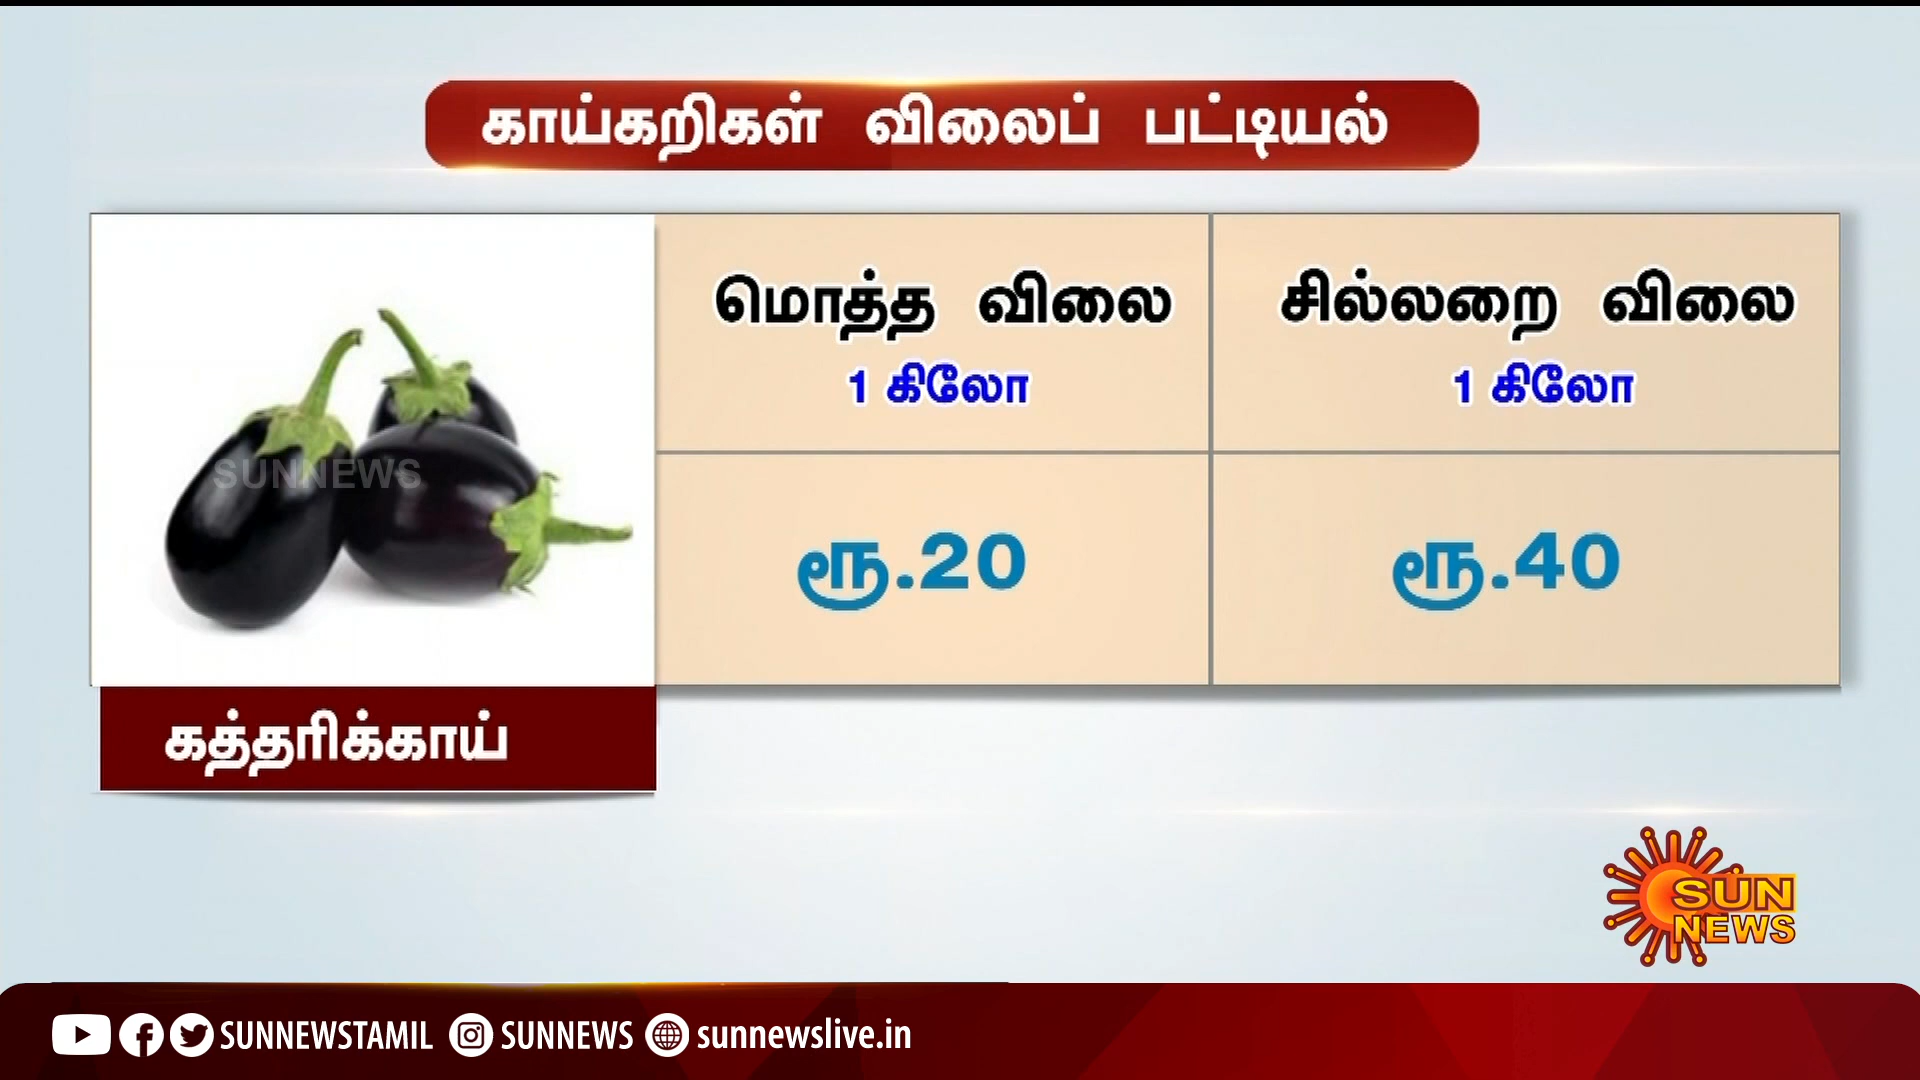 காய்கறிகள் விலைப் பட்டியல்
மொத்த விலை
1 கிலோ
சில்லறை விலை
1 கிலோ
SUNNEWS
ரூ.20
ரூ.40
கத்தரிக்காய்
SUN
NEWS
SUNNEWSTAMIL SUNNEWS sunnewslive.in